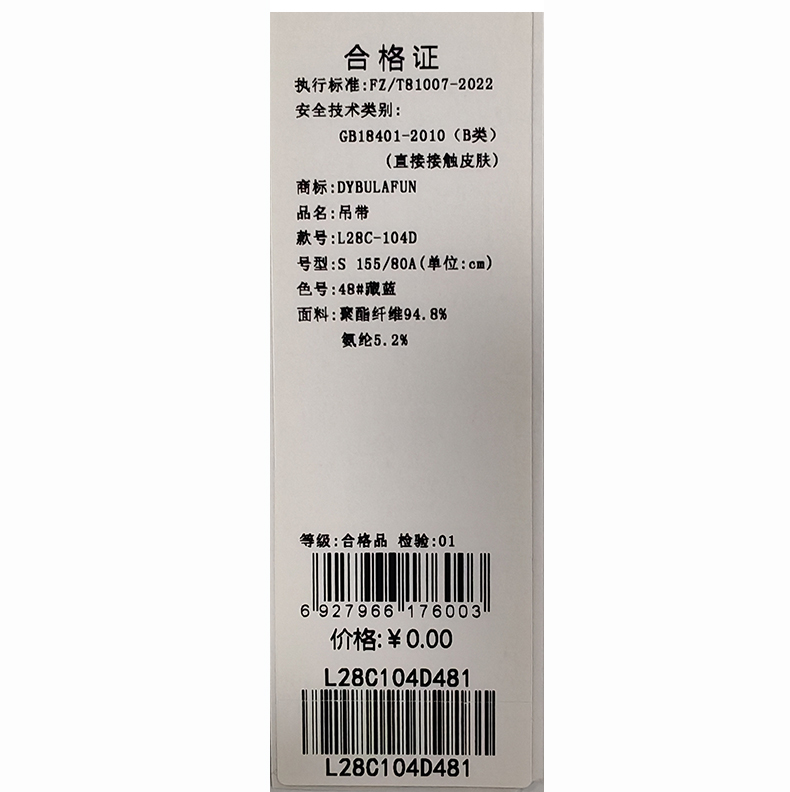 合格证
执行标准:FZ/T81007-2022
安全技术类别:
GB18401-2010（B类）
(直接接触皮肤)
商标:DYBULAFUN
品名:吊带
款号:L28C-104D
号型:S 155/80A(单位:cm)
色号:48#藏蓝
面料:聚酯纤维94.8%
氨纶5.2%
等级:合格品 检验:01
6 927966 176003
价格:￥0.00
L28C104D481
L28C104D481